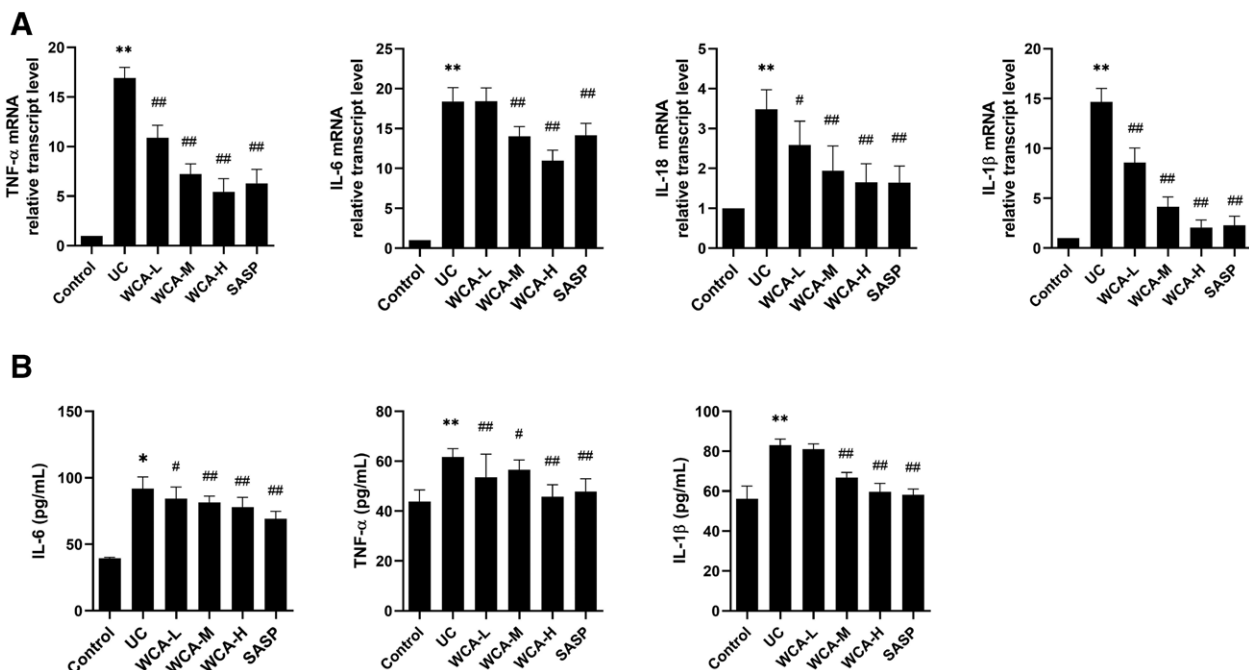 A
TNF-α mRNA
relative transcript level
20
15
10
5
0
**
##
##
##
##
Control
UC
WCA-L
WCA-M
WCA-H
SASP
IL-6 mRNA
relative transcript level
25
20
15
10
5
0
**
##
##
##
Control
UC
WCA-L
WCA-M
WCA-H
SASP
IL-18 mRNA
relative transcript level
5
4
3
2
1
0
**
#
##
##
##
Control
UC
WCA-L
WCA-M
WCA-H
SASP
IL-1β mRNA
relative transcript level
20
15
10
5
0
**
##
##
##
##
Control
UC
WCA-L
WCA-M
WCA-H
SASP
B
IL-6 (pg/mL)
150
100
50
0
*
#
##
##
##
Control
UC
WCA-L
WCA-M
WCA-H
SASP
TNF-α (pg/mL)
80
60
40
20
0
**
##
#
##
##
Control
UC
WCA-L
WCA-M
WCA-H
SASP
IL-1β (pg/mL)
100
80
60
40
20
0
**
##
##
##
Control
UC
WCA-L
WCA-M
WCA-H
SASP